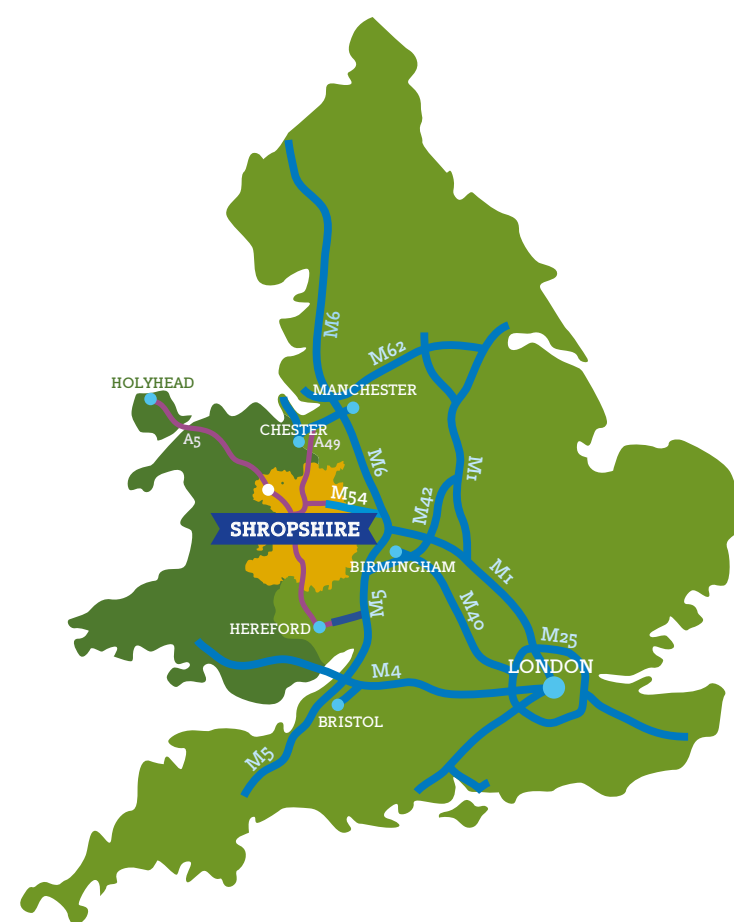 M6
M62
HOLYHEAD
MANCHESTER
CHESTER
A5
A49
M6
M1
M54
M42
SHROPSHIRE
BIRMINGHAM
M1
M5
M40
HEREFORD
M25
LONDON
M4
BRISTOL
M5